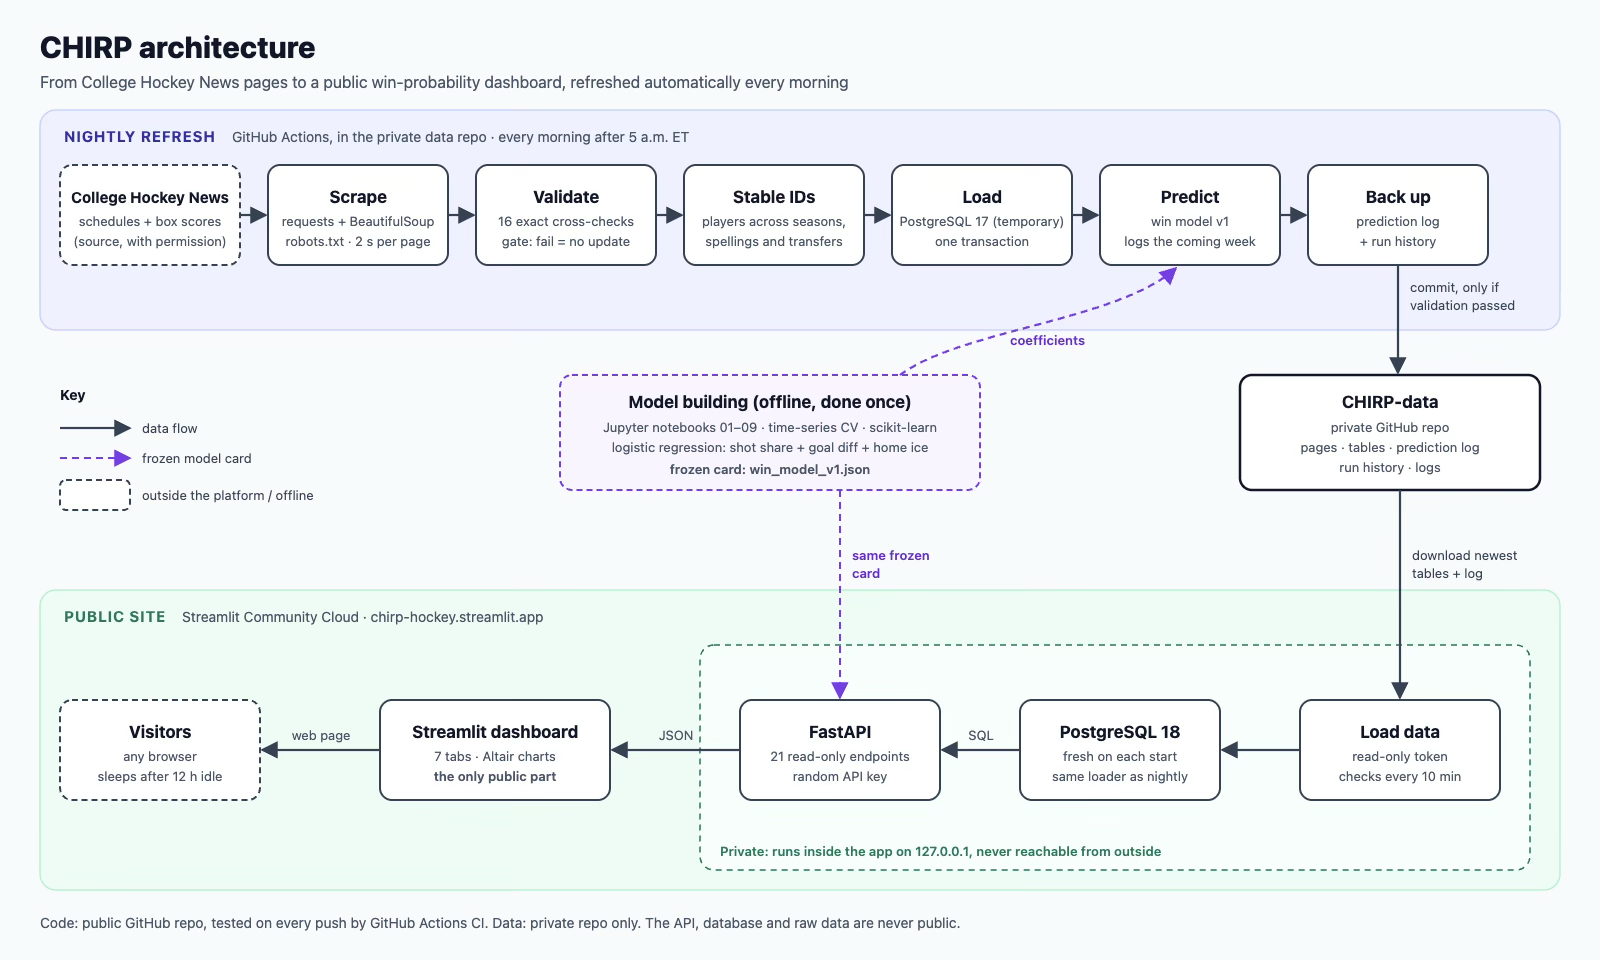 CHIRP architecture
From College Hockey News pages to a public win-probability dashboard, refreshed automatically every morning
NIGHTLY REFRESH GitHub Actions, in the private data repo · every morning after 5 a.m. ET
College Hockey News
schedules + box scores
(source, with permission)
Scrape
requests + BeautifulSoup
robots.txt · 2 s per page
Validate
16 exact cross-checks
gate: fail = no update
Stable IDs
players across seasons,
spellings and transfers
Load
PostgreSQL 17 (temporary)
one transaction
Predict
win model v1
logs the coming week
Back up
prediction log
+ run history
commit, only if
validation passed
coefficients
Key
data flow
frozen model card
outside the platform / offline
Model building (offline, done once)
Jupyter notebooks 01–09 · time-series CV · scikit-learn
logistic regression: shot share + goal diff + home ice
frozen card: win_model_v1.json
CHIRP-data
private GitHub repo
pages · tables · prediction log
run history · logs
same frozen
card
download newest
tables + log
PUBLIC SITE Streamlit Community Cloud · chirp-hockey.streamlit.app
Visitors
any browser
sleeps after 12 h idle
web page
Streamlit dashboard
7 tabs · Altair charts
the only public part
JSON
FastAPI
21 read-only endpoints
random API key
SQL
PostgreSQL 18
fresh on each start
same loader as nightly
Load data
read-only token
checks every 10 min
Private: runs inside the app on 127.0.0.1, never reachable from outside
Code: public GitHub repo, tested on every push by GitHub Actions CI. Data: private repo only. The API, database and raw data are never public.